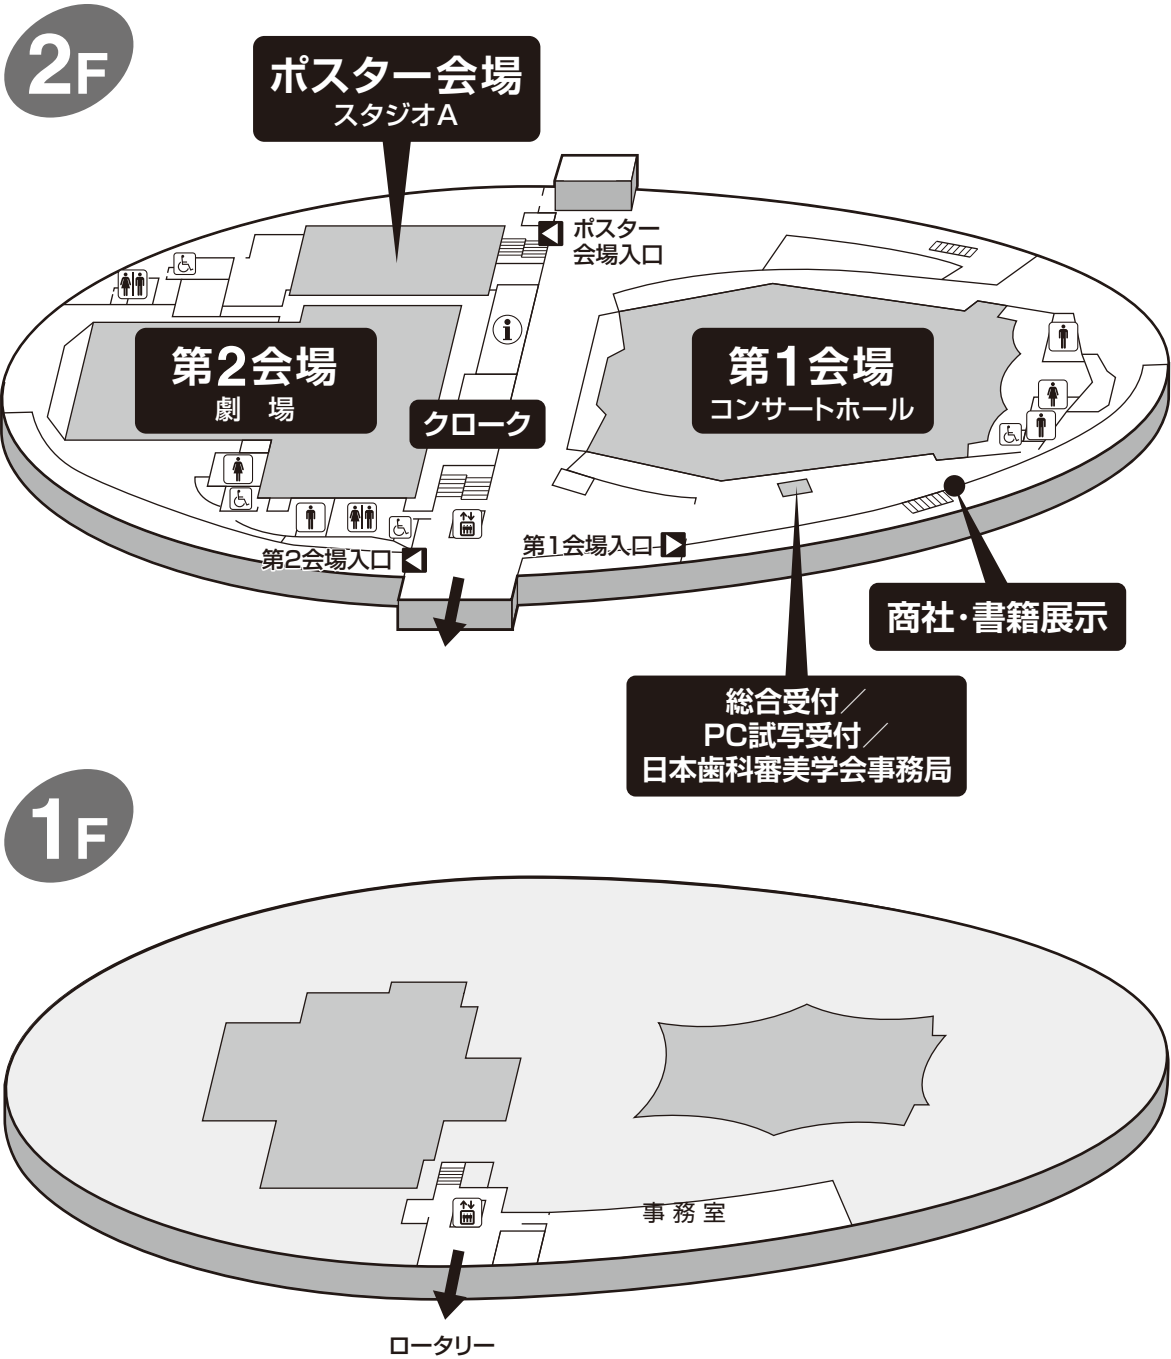 2F
ポスター会場
スタジオA
ポスター
会場入口
第2会場
劇　場
クローク
第1会場
コンサートホール
第2会場入口
第1会場入口
商社・書籍展示
総合受付／
PC試写受付／
日本歯科審美学会事務局
1F
事務室
ロータリー